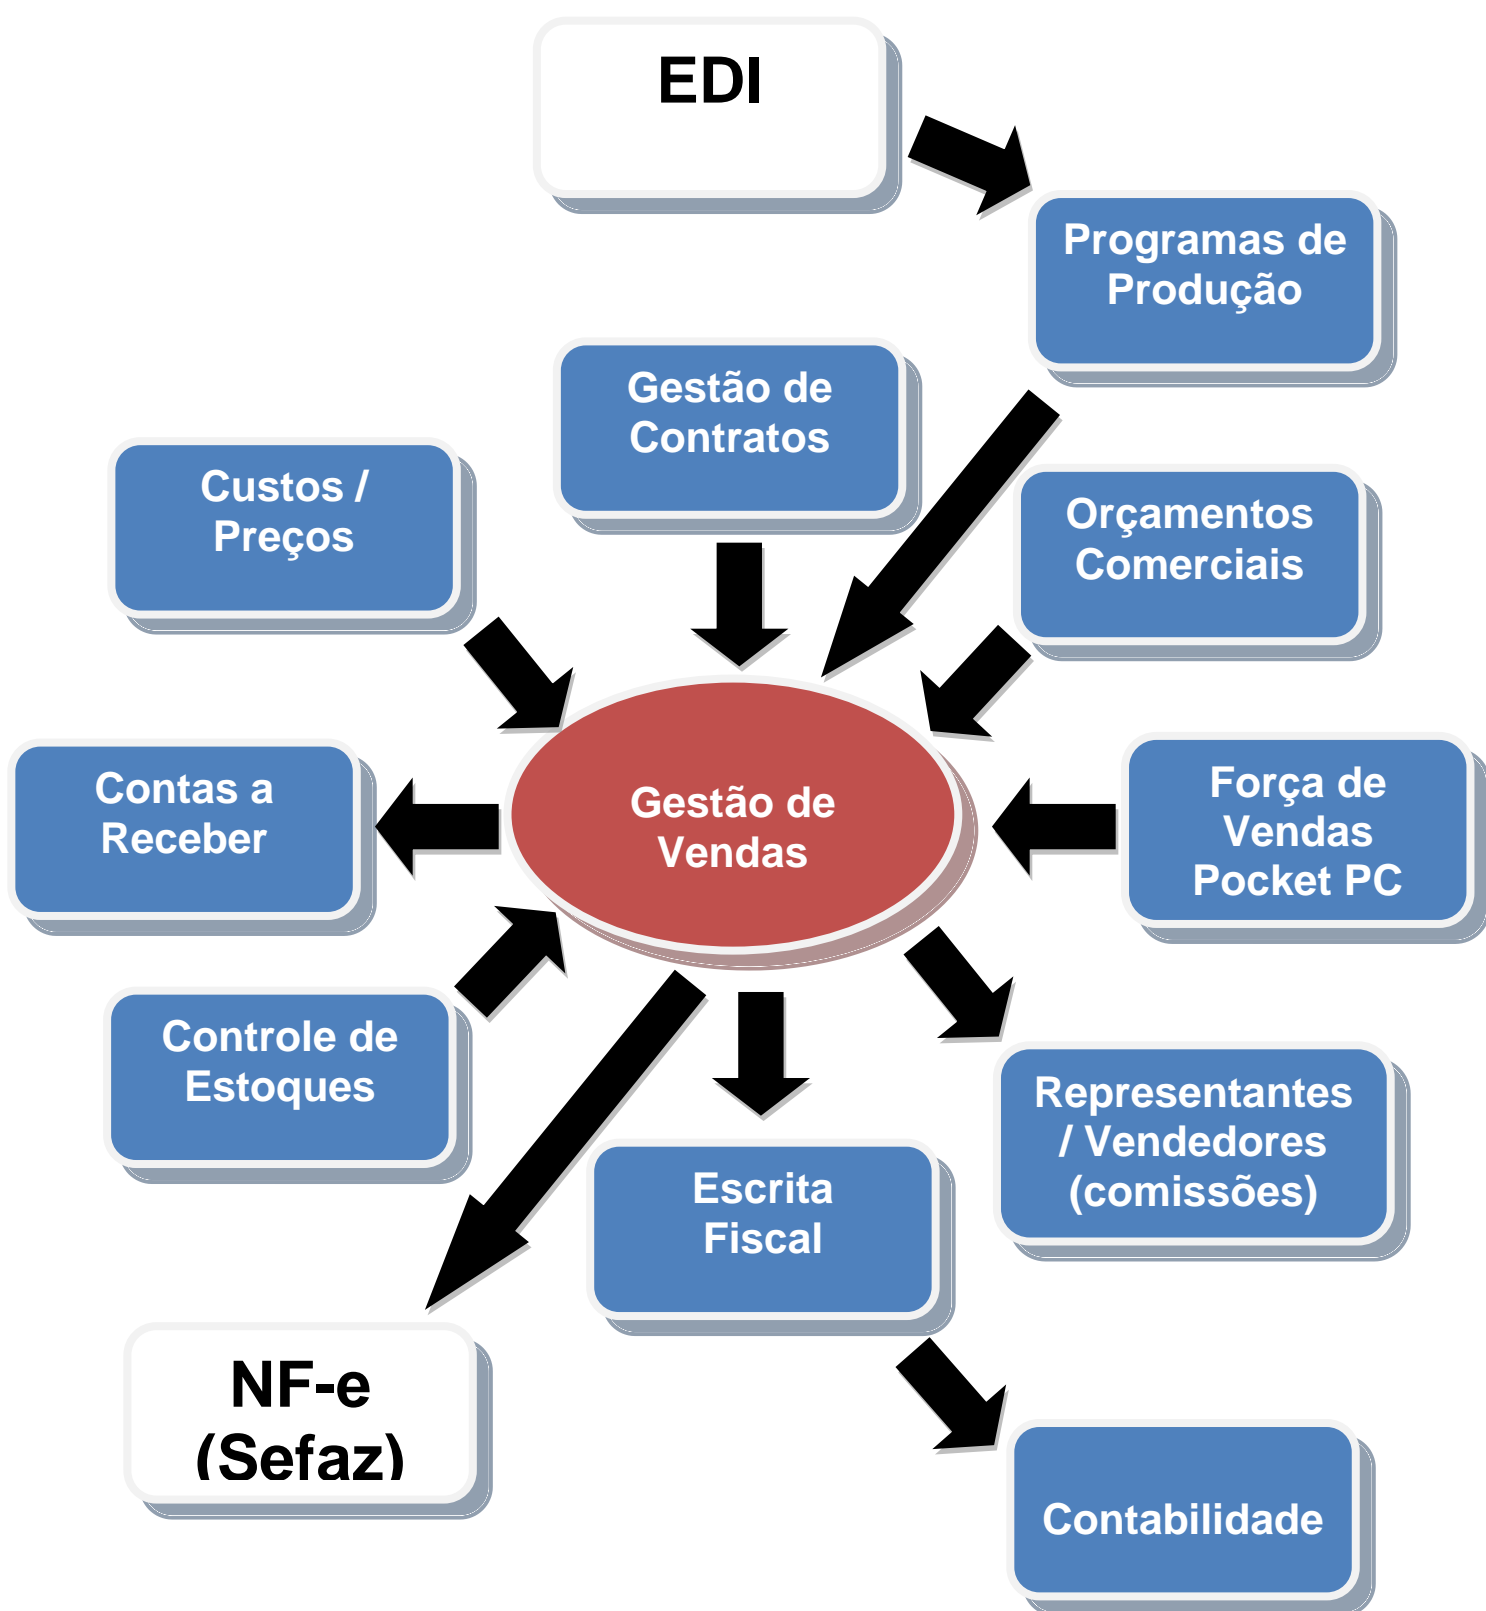 EDI
Programas de
Produção
Gestão de
Contratos
Custos /
Preços
Orçamentos
Comerciais
Contas a
Receber
Gestão de
Vendas
Força de
Vendas
Pocket PC
Controle de
Estoques
Representantes
/ Vendedores
(comissões)
Escrita
Fiscal
NF-e
(Sefaz)
Contabilidade